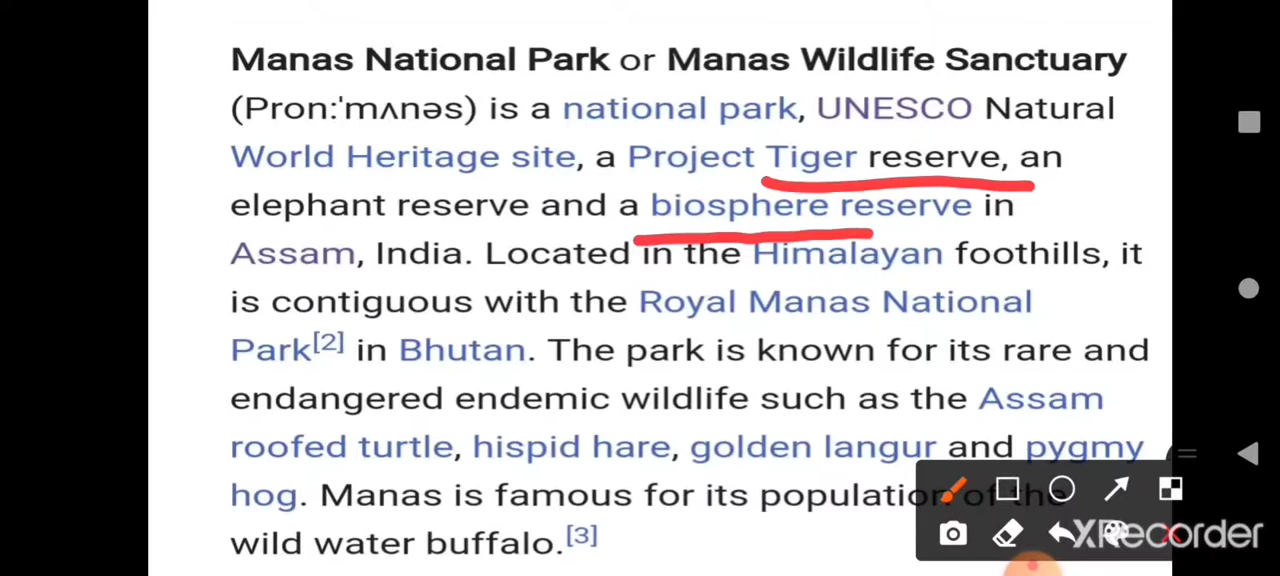 Manas National Park or Manas Wildlife Sanctuary
(Pron:ˈmʌnəs) is a national park, UNESCO Natural
World Heritage site, a Project Tiger reserve, an
elephant reserve and a biosphere reserve in
Assam, India. Located in the Himalayan foothills, it
is contiguous with the Royal Manas National
Park[2] in Bhutan. The park is known for its rare and
endangered endemic wildlife such as the Assam
roofed turtle, hispid hare, golden langur and pygmy
hog. Manas is famous for its population of the
wild water buffalo.[3]
XRecorder